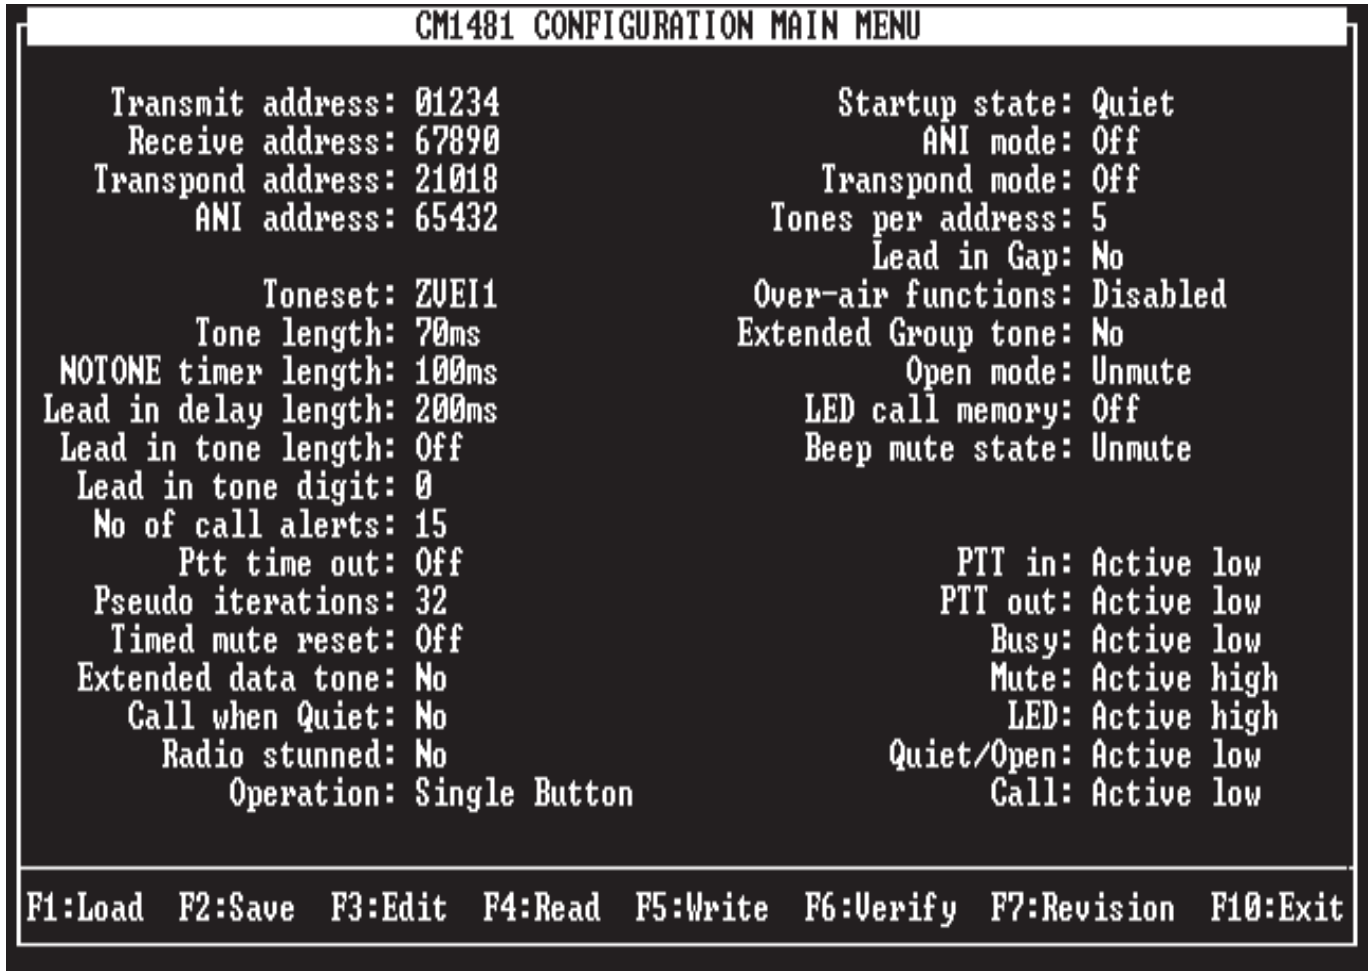 CM1481 CONFIGURATION MAIN MENU
Transmit address: 01234 Startup state: Quiet
Receive address: 67890 ANI mode: Off
Transpond address: 21018 Transpond mode: Off
ANI address: 65432 Tones per address: 5
Lead in Gap: No
Toneset: ZVEI1 Over-air functions: Disabled
Tone length: 70ms Extended Group tone: No
NOTONE timer length: 100ms Open mode: Unmute
Lead in delay length: 200ms LED call memory: Off
Lead in tone length: Off Beep mute state: Unmute
Lead in tone digit: 0
No of call alerts: 15
Ptt time out: Off PTT in: Active low
Pseudo iterations: 32 PTT out: Active low
Timed mute reset: Off Busy: Active low
Extended data tone: No Mute: Active high
Call when Quiet: No LED: Active high
Radio stunned: No Quiet/Open: Active low
Operation: Single Button Call: Active low
F1:Load F2:Save F3:Edit F4:Read F5:Write F6:Verify F7:Revision F10:Exit